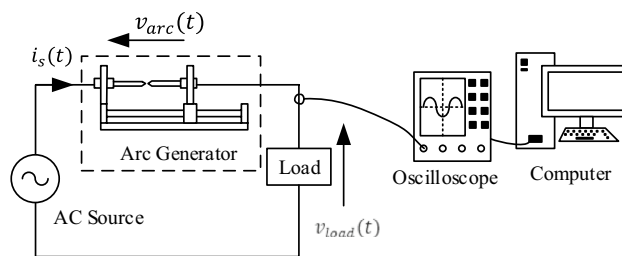 v_arc(t)
i_s(t)
Arc Generator
Load
AC Source
v_load(t)
Oscilloscope
Computer